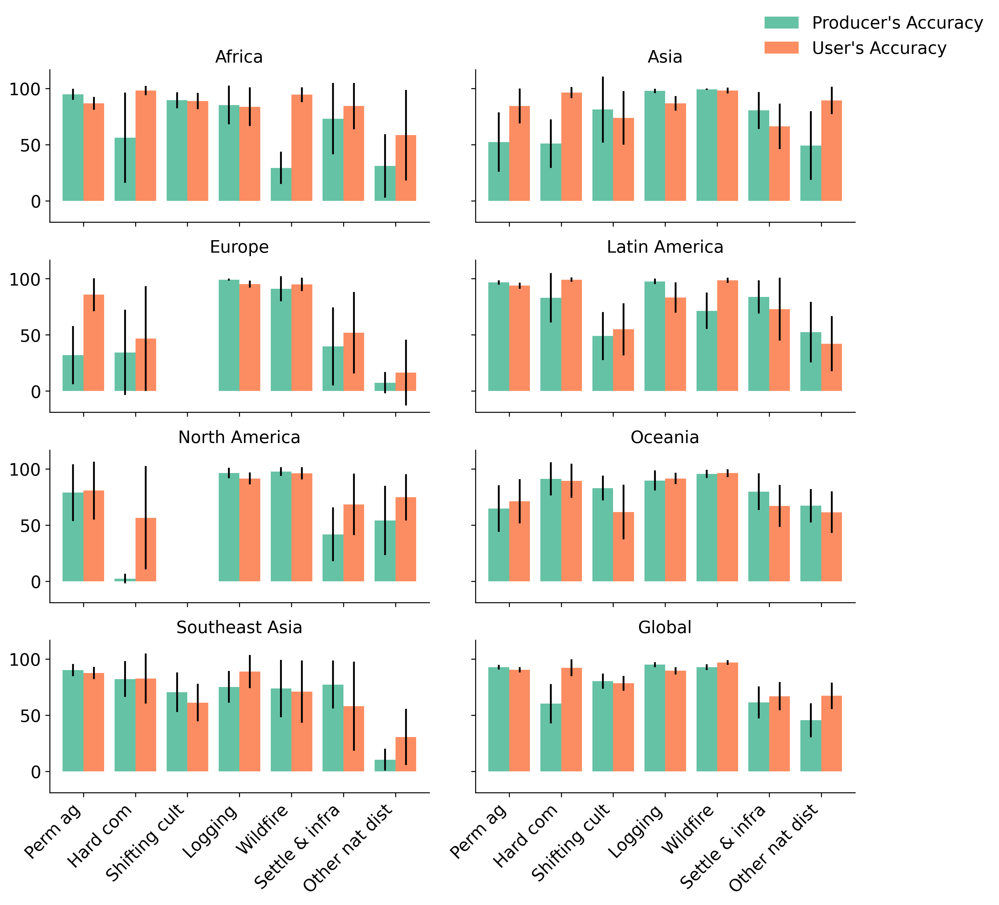 Producer's Accuracy
User's Accuracy
Africa
Asia
100
50
0
Europe
Latin America
100
50
0
North America
Oceania
100
50
0
Southeast Asia
Global
100
50
0
Perm ag
Hard com
Shifting cult
Logging
Wildfire
Settle & infra
Other nat dist
Perm ag
Hard com
Shifting cult
Logging
Wildfire
Settle & infra
Other nat dist